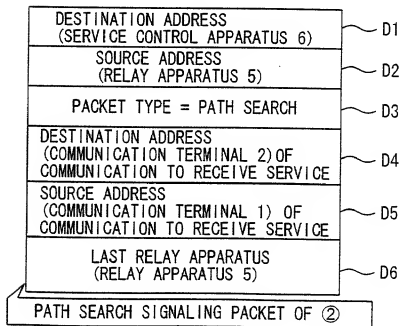 DESTINATION ADDRESS
(SERVICE CONTROL APPARATUS 6)
D1
SOURCE ADDRESS
(RELAY APPARATUS 5)
D2
PACKET TYPE = PATH SEARCH
D3
DESTINATION ADDRESS
(COMMUNICATION TERMINAL 2) OF
COMMUNICATION TO RECEIVE SERVICE
D4
SOURCE ADDRESS
(COMMUNICATION TERMINAL 1) OF
COMMUNICATION TO RECEIVE SERVICE
D5
LAST RELAY APPARATUS
(RELAY APPARATUS 5)
D6
PATH SEARCH SIGNALING PACKET OF ②